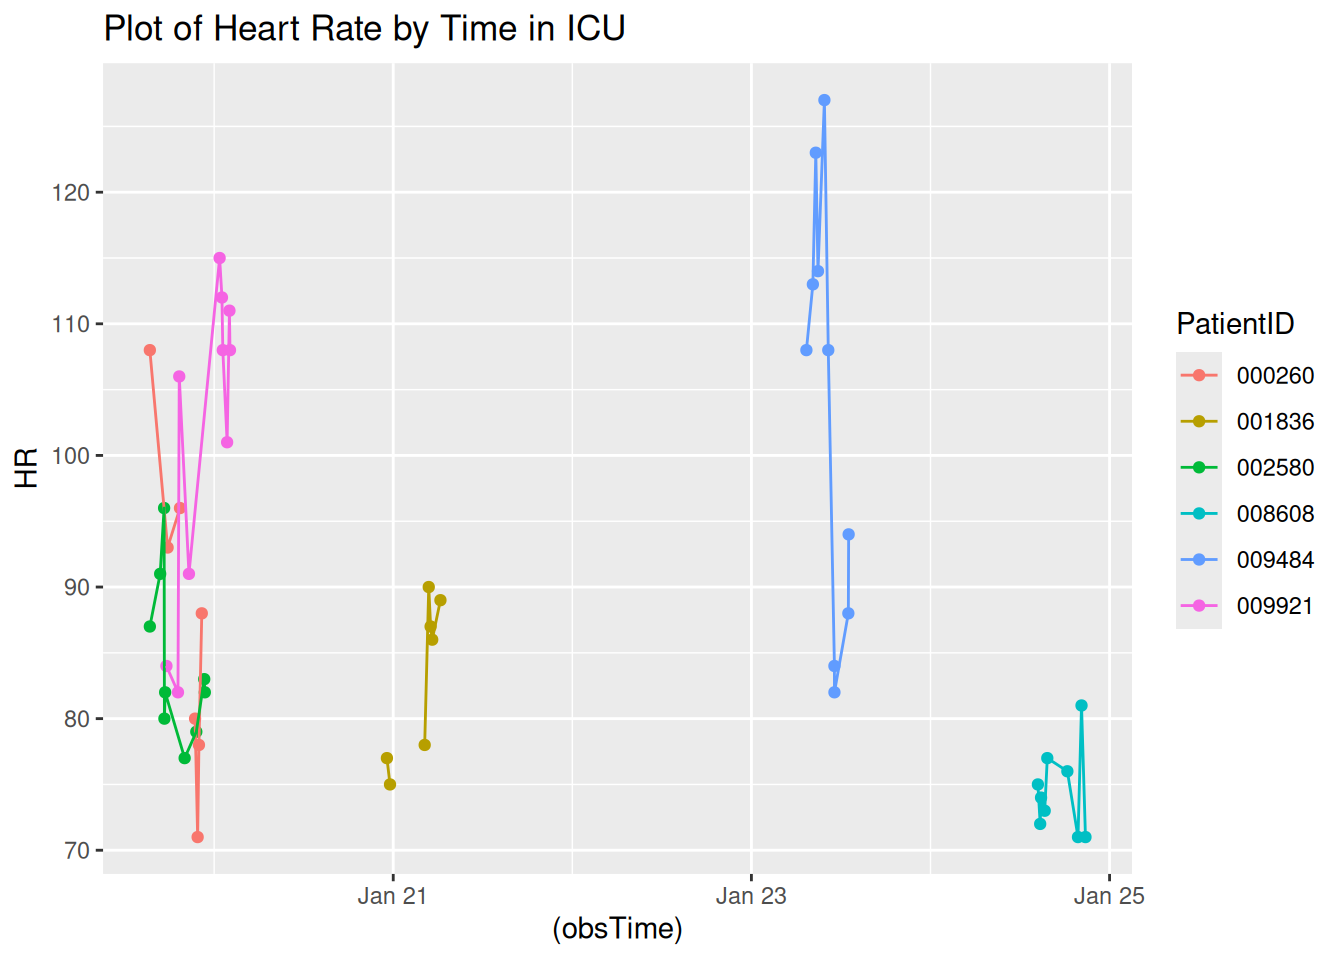 Plot of Heart Rate by Time in ICU
120
110
100
90
80
70
HR
Jan 21
Jan 23
Jan 25
(obsTime)
PatientID
000260
001836
002580
008608
009484
009921